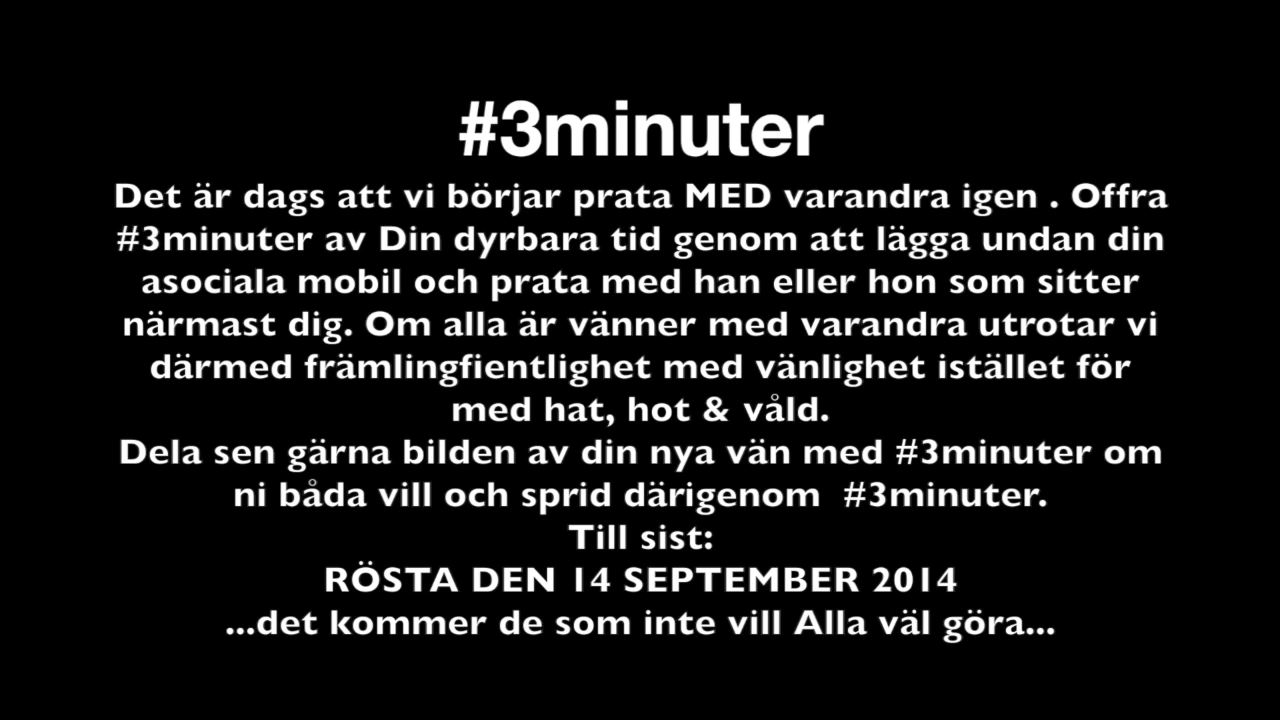 #3minuter
Det är dags att vi börjar prata MED varandra igen . Offra
#3minuter av Din dyrbara tid genom att lägga undan din
asociala mobil och prata med han eller hon som sitter
närmast dig. Om alla är vänner med varandra utrotar vi
därmed främlingfientlighet med vänlighet istället för
med hat, hot & våld.
Dela sen gärna bilden av din nya vän med #3minuter om
ni båda vill och sprid därigenom  #3minuter.
Till sist:
RÖSTA DEN 14 SEPTEMBER 2014
...det kommer de som inte vill Alla väl göra...